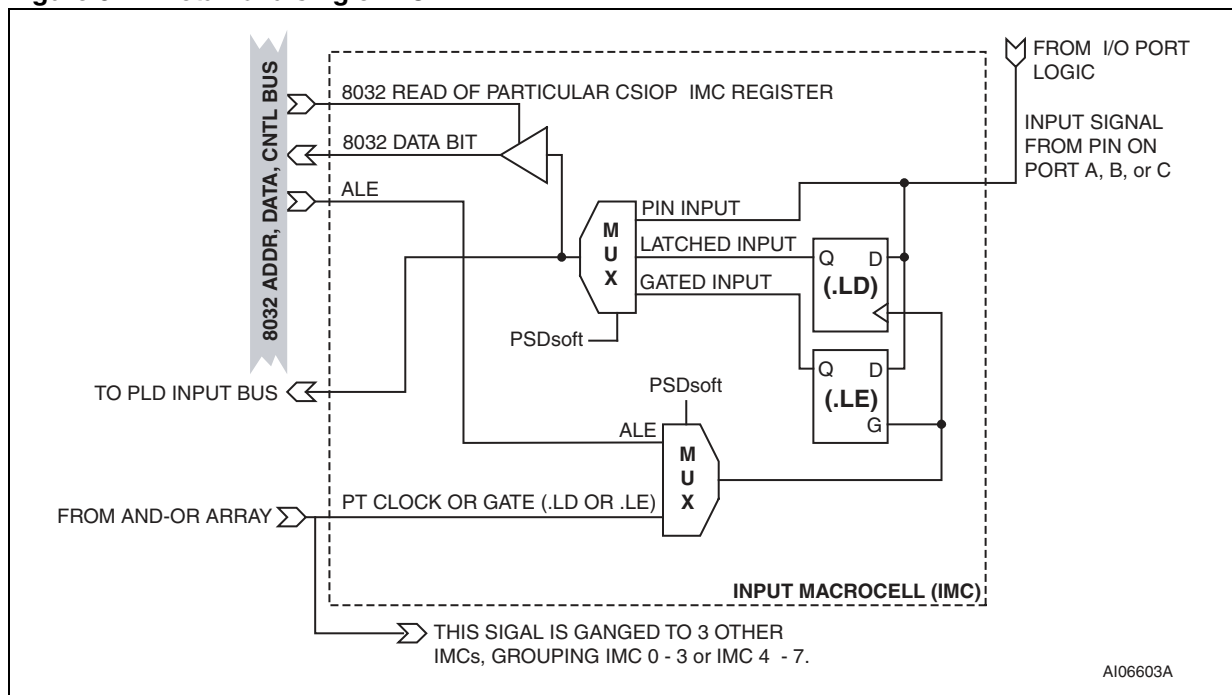 FROM I/O PORT
LOGIC
8032 ADDR, DATA, CNTL BUS
8032 READ OF PARTICULAR CSIOP IMC REGISTER
8032 DATA BIT
ALE
INPUT SIGNAL
FROM PIN ON
PORT A, B, or C
PIN INPUT
LATCHED INPUT
GATED INPUT
M
U
X
Q D
(.LD)
PSDsoft
Q D
(.LE)
G
TO PLD INPUT BUS
PSDsoft
ALE
M
U
X
PT CLOCK OR GATE (.LD OR .LE)
FROM AND-OR ARRAY
INPUT MACROCELL (IMC)
THIS SIGAL IS GANGED TO 3 OTHER
IMCs, GROUPING IMC 0 - 3 or IMC 4 - 7.
AI06603A